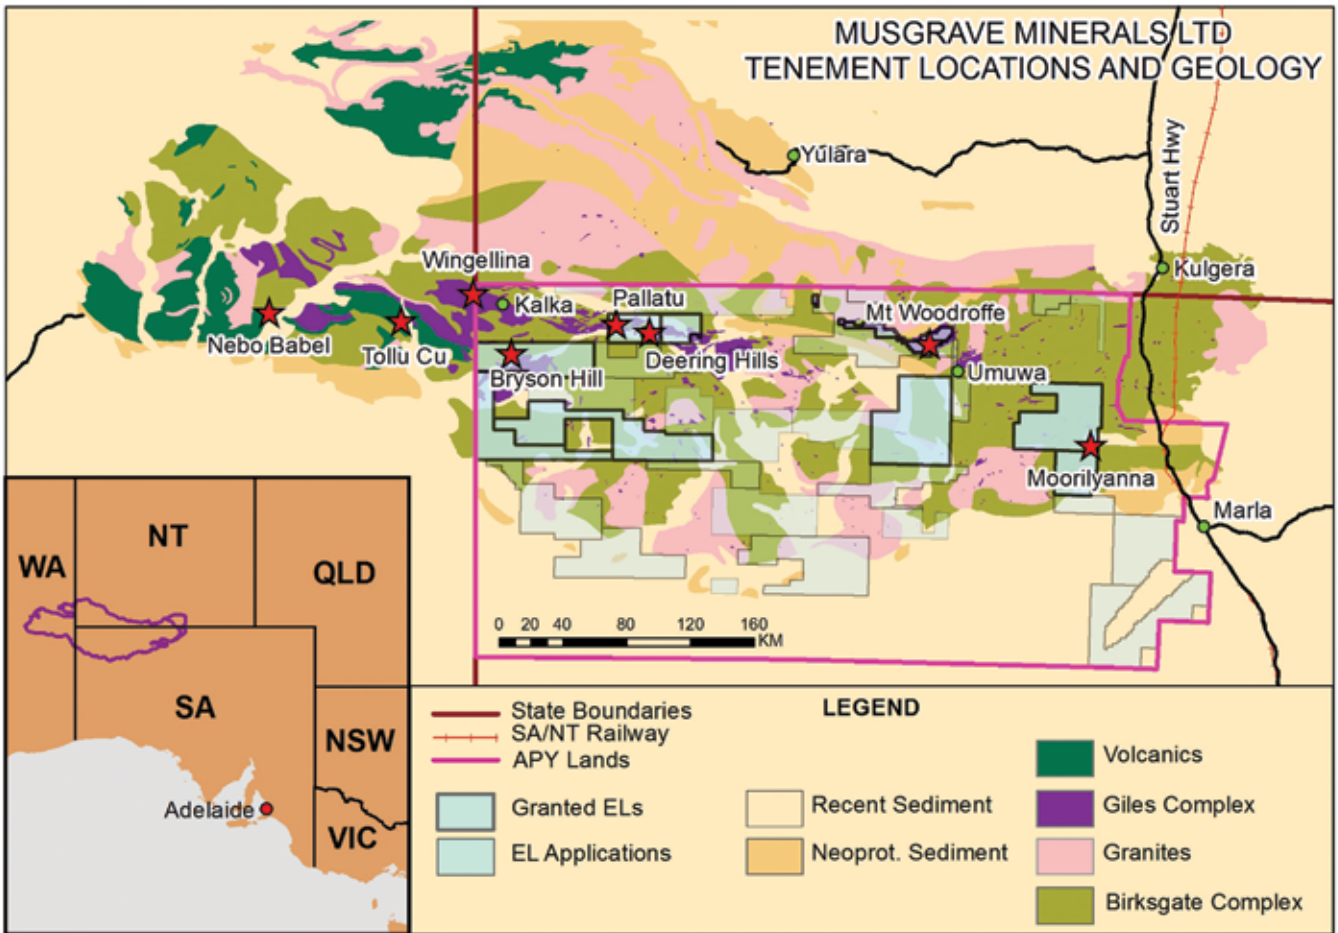 MUSGRAVE MINERALS LTD
TENEMENT LOCATIONS AND GEOLOGY
Stuart Hwy
Yulara
Wingellina
Kulgera
Kalka
Pallatu
Mt Woodroffe
Nebo Babel
Tollu Cu
Deering Hills
Bryson Hill
Umuwa
Moorilyanna
Marla
0 20 40 80 120 160
KM
WA
NT
QLD
SA
NSW
VIC
Adelaide
LEGEND
State Boundaries
SA/NT Railway
APY Lands
Granted ELs
EL Applications
Recent Sediment
Neoprot. Sediment
Volcanics
Giles Complex
Granites
Birksgate Complex